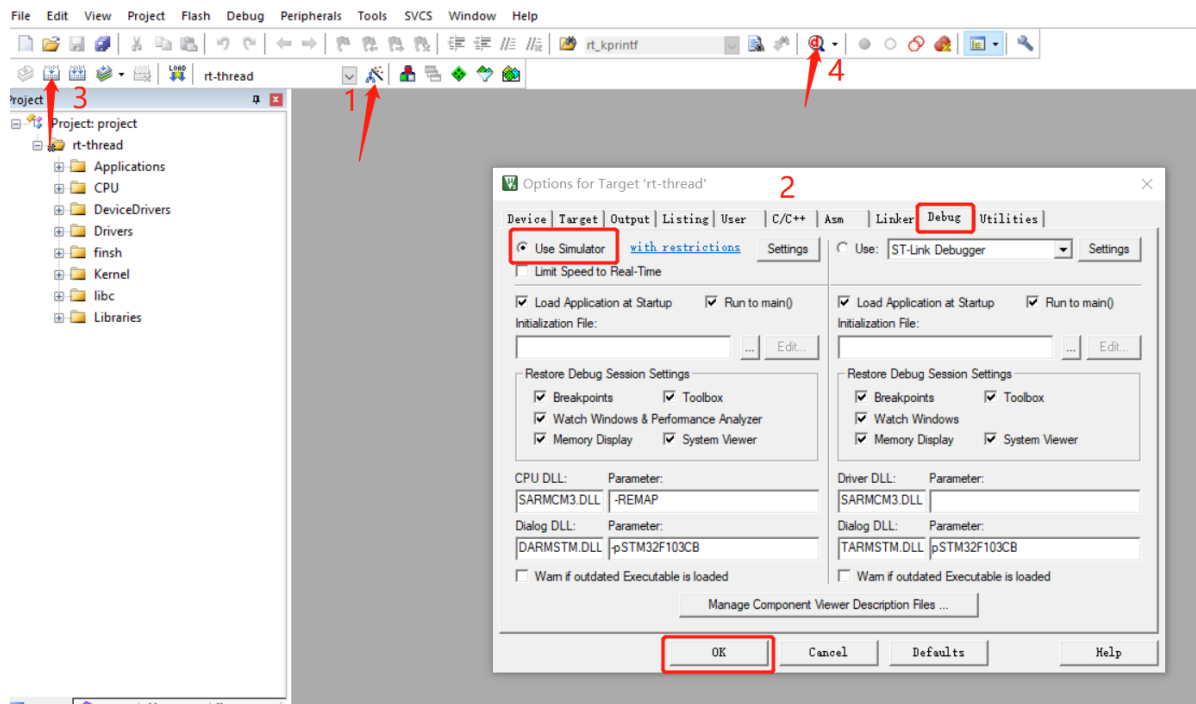 File Edit View Project Flash Debug Peripherals Tools SVCS Window Help
rt_kprintf
4
LOAD rt-thread
3
1
Project
Project: project
rt-thread
Applications
CPU
DeviceDrivers
Drivers
finsh
Kernel
libc
Libraries
Options for Target 'rt-thread'
2
Device Target Output Listing User C/C++ Asm Linker Debug Utilities
Use Simulator with restrictions Settings Use: ST-Link Debugger Settings
Limit Speed to Real-Time
Load Application at Startup Run to main() Load Application at Startup Run to main()
Initialization File: Initialization File:
... Edit... ... Edit...
Restore Debug Session Settings Restore Debug Session Settings
Breakpoints Toolbox Breakpoints Toolbox
Watch Windows & Performance Analyzer Watch Windows
Memory Display System Viewer Memory Display System Viewer
CPU DLL: Parameter: Driver DLL: Parameter:
SARMCM3.DLL -REMAP SARMCM3.DLL
Dialog DLL: Parameter: Dialog DLL: Parameter:
DARMSTM.DLL -pSTM32F103CB TARMSTM.DLL pSTM32F103CB
Warn if outdated Executable is loaded Warn if outdated Executable is loaded
Manage Component Viewer Description Files ...
OK Cancel Defaults Help